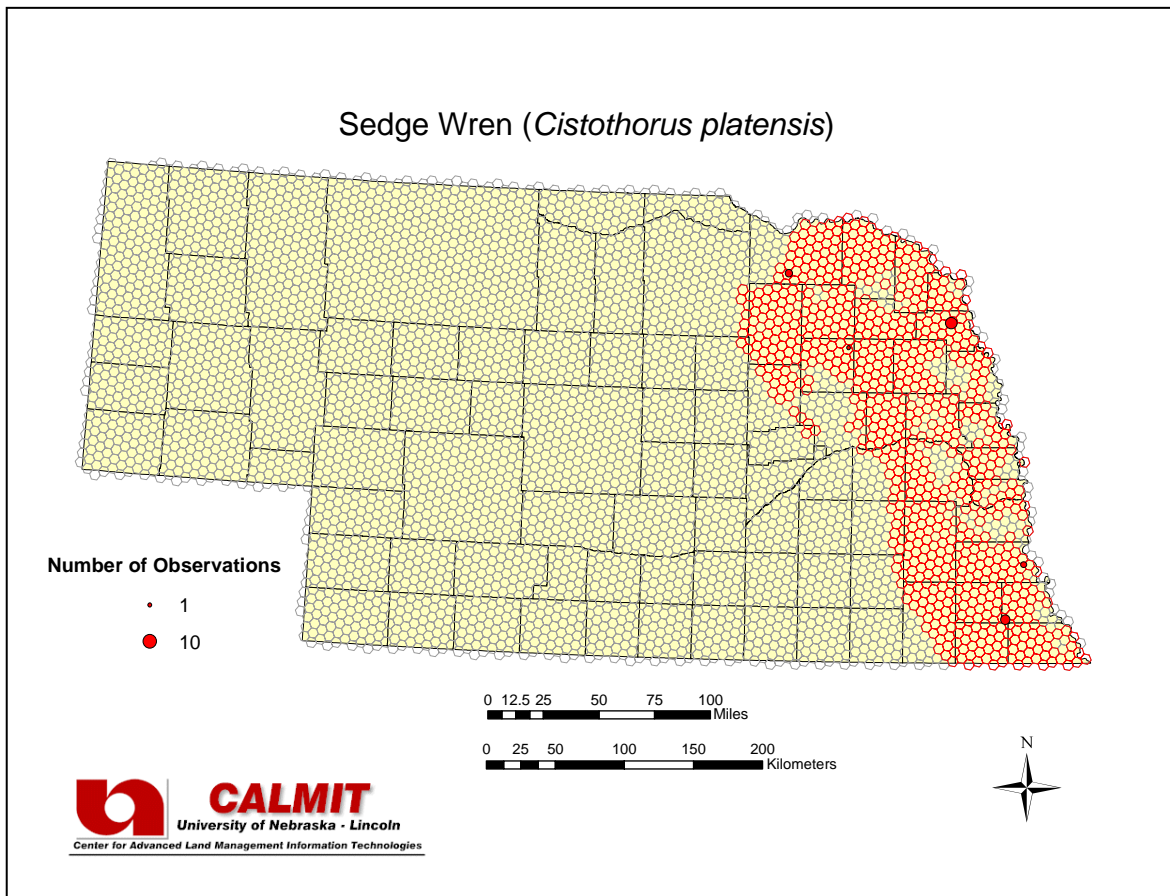 Sedge Wren (Cistothorus platensis)
Number of Observations
1
10
0 12.5 25 50 75 100
Miles
0 25 50 100 150 200
Kilometers
N
CALMIT
University of Nebraska - Lincoln
Center for Advanced Land Management Information Technologies